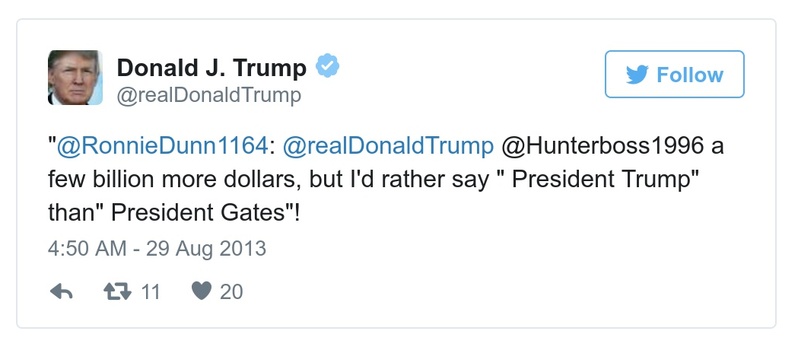 Donald J. Trump
@realDonaldTrump
Follow
"@RonnieDunn1164: @realDonaldTrump @Hunterboss1996 a
few billion more dollars, but I'd rather say " President Trump"
than" President Gates"!
4:50 AM - 29 Aug 2013
11 20